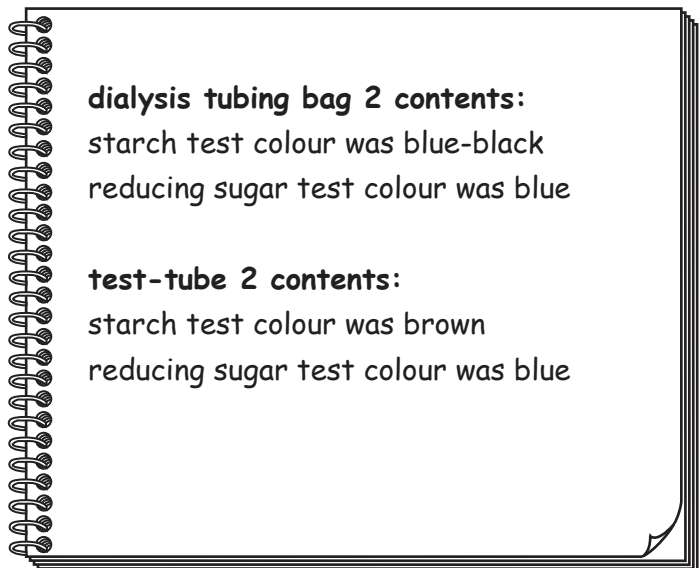 dialysis tubing bag 2 contents:
starch test colour was blue-black
reducing sugar test colour was blue
test-tube 2 contents:
starch test colour was brown
reducing sugar test colour was blue